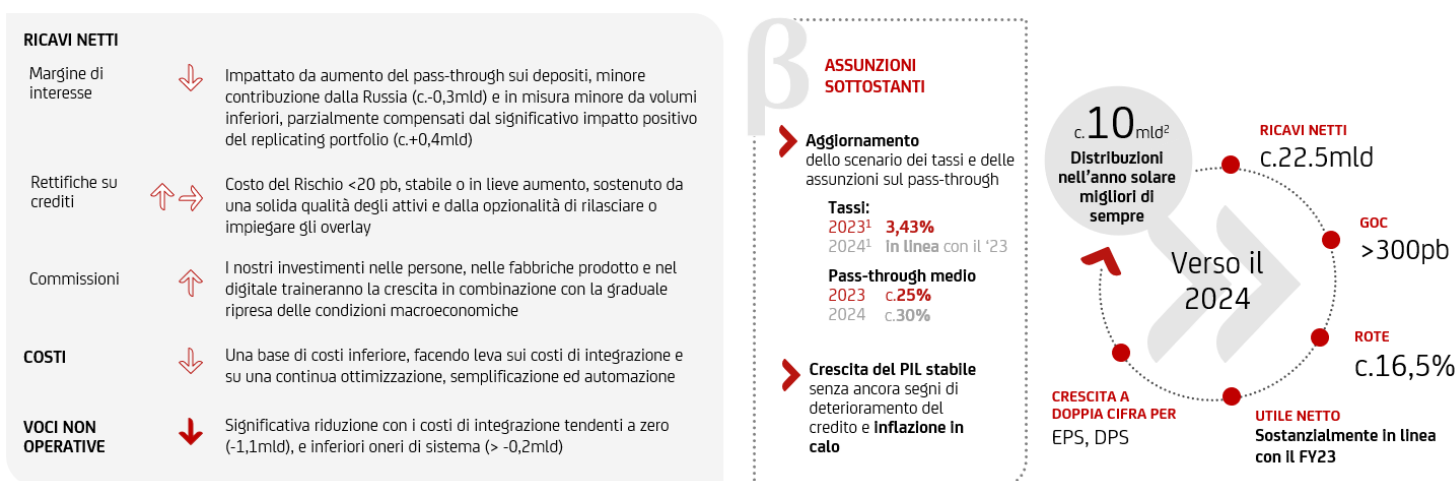 RICAVI NETTI
Margine di
interesse
Impattato da aumento del pass-through sui depositi, minore
contribuzione dalla Russia (c.-0,3mld) e in misura minore da volumi
inferiori, parzialmente compensati dal significativo impatto positivo
del replicating portfolio (c.+0,4mld)
Rettifiche su
crediti
Costo del Rischio <20 pb, stabile o in lieve aumento, sostenuto da
una solida qualità degli attivi e dalla opzionalità di rilasciare o
impiegare gli overlay
Commissioni
I nostri investimenti nelle persone, nelle fabbriche prodotto e nel
digitale traineranno la crescita in combinazione con la graduale
ripresa delle condizioni macroeconomiche
COSTI
Una base di costi inferiore, facendo leva sui costi di integrazione e
su una continua ottimizzazione, semplificazione ed automazione
VOCI NON
OPERATIVE
Significativa riduzione con i costi di integrazione tendenti a zero
(-1,1mld), e inferiori oneri di sistema (> -0,2mld)
β
ASSUNZIONI
SOTTOSTANTI
Aggiornamento
dello scenario dei tassi e delle
assunzioni sul pass-through
Tassi:
2023¹ 3,43%
2024¹ In linea con il ‘23
Pass-through medio
2023 c.25%
2024 c.30%
Crescita del PIL stabile
senza ancora segni di
deterioramento del
credito e inflazione in
calo
c.10mld²
Distribuzioni
nell'anno solare
migliori di
sempre
Verso il
2024
RICAVI NETTI
c.22.5mld
GOC
>300pb
ROTE
c.16,5%
UTILE NETTO
Sostanzialmente in linea
con il FY23
CRESCITA A
DOPPIA CIFRA PER
EPS, DPS